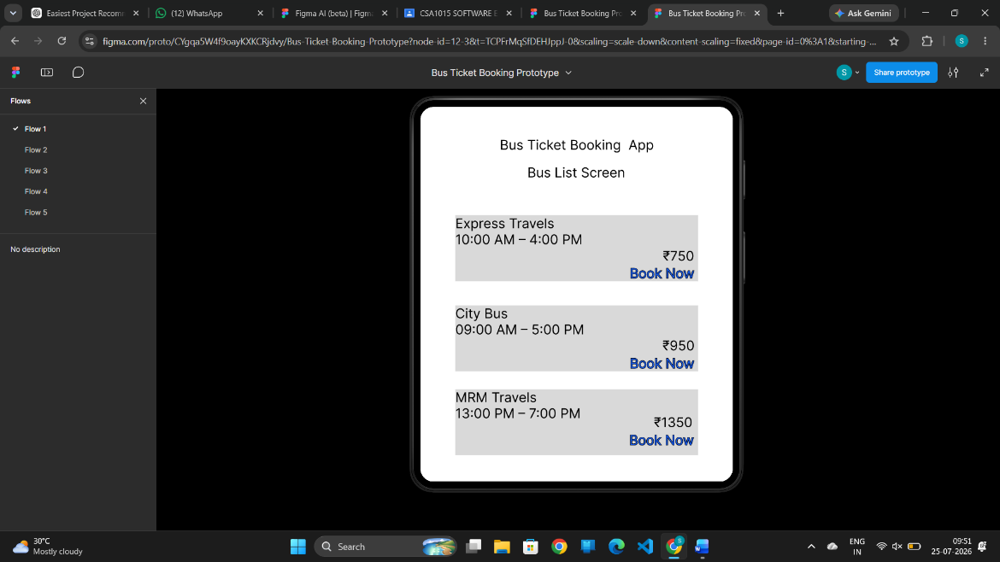 Easiest Project Recomm
(12) WhatsApp
Figma AI (beta) | Figm
CSA1015 SOFTWARE E
Bus Ticket Booking Pro
Bus Ticket Booking Pr
Ask Gemini
figma.com/proto/CYgqa5W4f9oayKXKCRjdvy/Bus-Ticket-Booking-Prototype?node-id=12-3&t=TCPFrMqSfDEHJppJ-0&scaling=scale-down&content-scaling=fixed&page-id=0%3A1&starting-...
S
Bus Ticket Booking Prototype
S
Share prototype
Flows
Flow 1
Flow 2
Flow 3
Flow 4
Flow 5
No description
Bus Ticket Booking App
Bus List Screen
Express Travels
10:00 AM – 4:00 PM
₹750
Book Now
City Bus
09:00 AM – 5:00 PM
₹950
Book Now
MRM Travels
13:00 PM – 7:00 PM
₹1350
Book Now
30°C
Mostly cloudy
Search
ENG
IN
09:51
25-07-2026